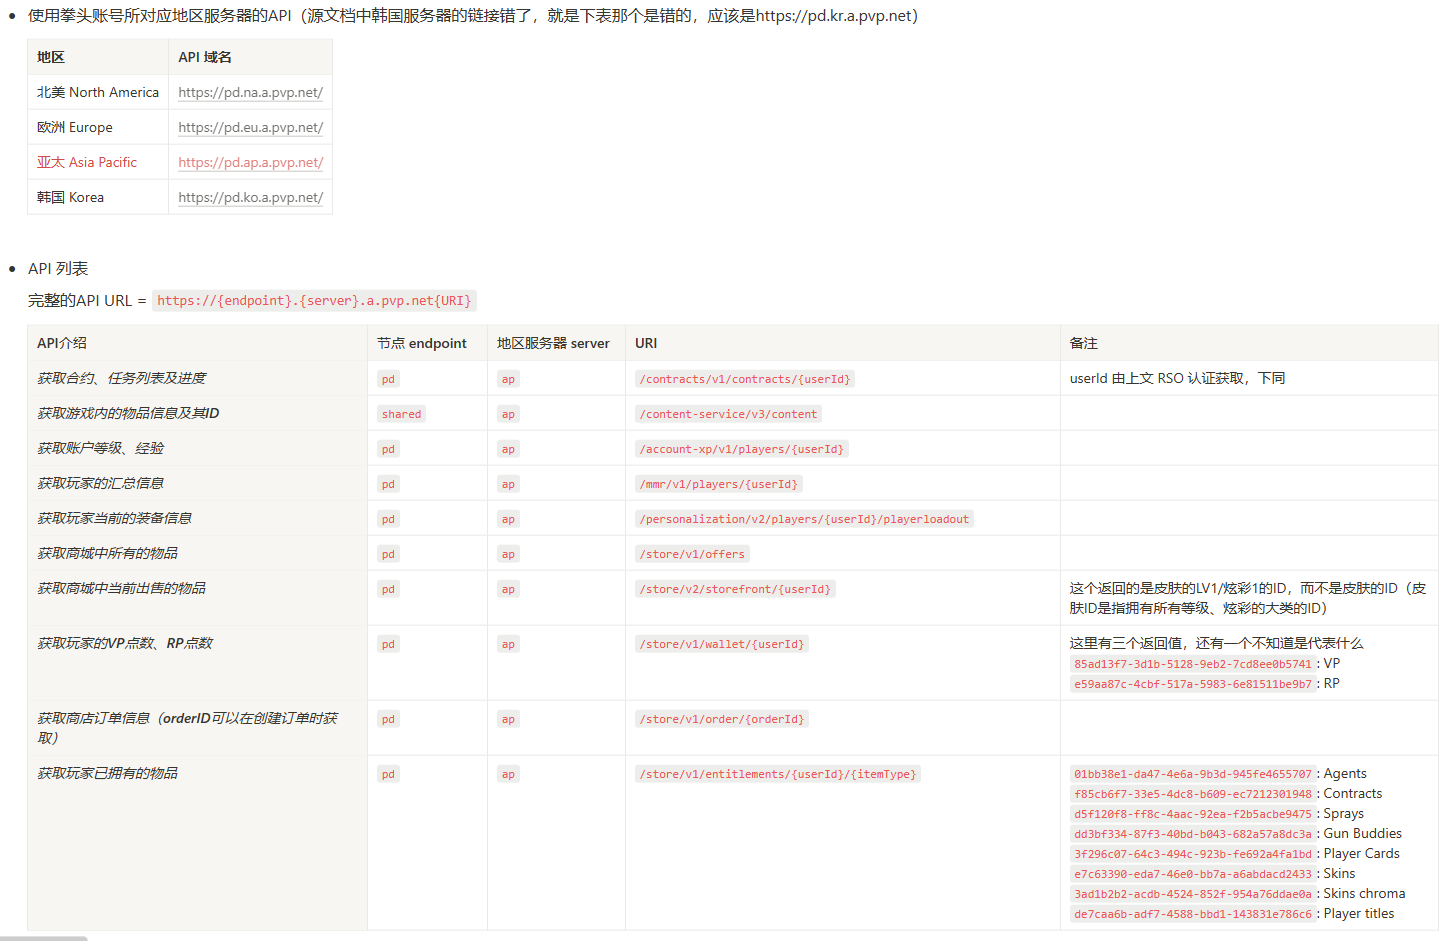 使用拳头账号所对应地区服务器的API（源文档中韩国服务器的链接错了，就是下表那个是错的，应该是https://pd.kr.a.pvp.net）
地区 API 域名
北美 North America https://pd.na.a.pvp.net/
欧洲 Europe https://pd.eu.a.pvp.net/
亚太 Asia Pacific https://pd.ap.a.pvp.net/
韩国 Korea https://pd.ko.a.pvp.net/
API 列表
完整的API URL = https://{endpoint}.{server}.a.pvp.net{URI}
API介绍 节点 endpoint 地区服务器 server URI 备注
获取合约、任务列表及进度 pd ap /contracts/v1/contracts/{userId} userId 由上文 RSO 认证获取，下同
获取游戏内的物品信息及其ID shared ap /content-service/v3/content
获取账户等级、经验 pd ap /account-xp/v1/players/{userId}
获取玩家的汇总信息 pd ap /mmr/v1/players/{userId}
获取玩家当前的装备信息 pd ap /personalization/v2/players/{userId}/playerloadout
获取商城中所有的物品 pd ap /store/v1/offers
获取商城中当前出售的物品 pd ap /store/v2/storefront/{userId} 这个返回的是皮肤的LV1/炫彩1的ID，而不是皮肤的ID（皮
肤ID是指拥有所有等级、炫彩的大类的ID）
获取玩家的VP点数、RP点数 pd ap /store/v1/wallet/{userId} 这里有三个返回值，还有一个不知道是代表什么
85ad13f7-3d1b-5128-9eb2-7cd8ee0b5741 : VP
e59aa87c-4cbf-517a-5983-6e81511be9b7 : RP
获取商店订单信息（orderID可以在创建订单时获 pd ap /store/v1/order/{orderId}
取）
获取玩家已拥有的物品 pd ap /store/v1/entitlements/{userId}/{itemType} 01bb38e1-da47-4e6a-9b3d-945fe4655707 : Agents
f85cb6f7-33e5-4dc8-b609-ec7212301948 : Contracts
d5f120f8-ff8c-4aac-92ea-f2b5acbe9475 : Sprays
dd3bf334-87f3-40bd-b043-682a57a8dc3a : Gun Buddies
3f296c07-64c3-494c-923b-fe692a4fa1bd : Player Cards
e7c63390-eda7-46e0-bb7a-a6abdacd2433 : Skins
3ad1b2b2-acdb-4524-852f-954a76ddae0a : Skins chroma
de7caa6b-adf7-4588-bbd1-143831e786c6 : Player titles